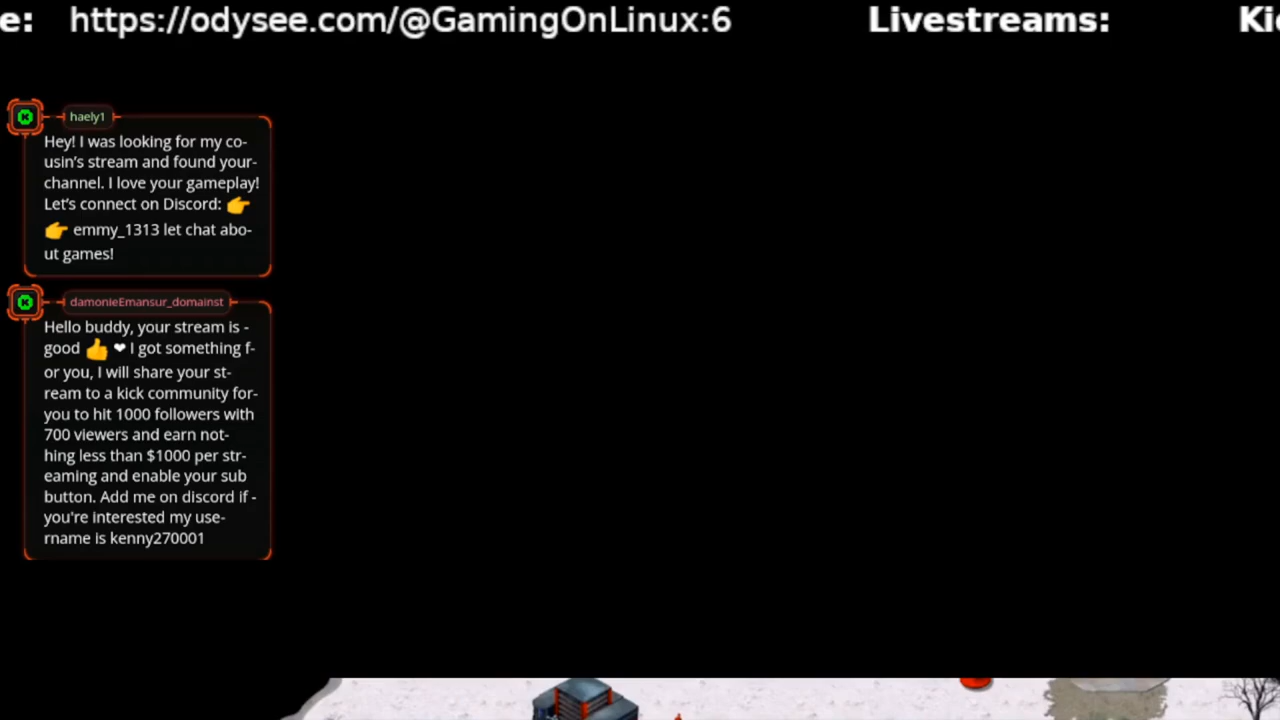 e: https://odysee.com/@GamingOnLinux:6 Livestreams: Kic
haely1
Hey! I was looking for my co-
usin's stream and found your-
channel. I love your gameplay!
Let's connect on Discord: 👉
👉 emmy_1313 let chat abo-
ut games!
damonieEmansur_domainst
Hello buddy, your stream is -
good 👍 ❤ I got something f-
or you, I will share your st-
ream to a kick community for-
you to hit 1000 followers with
700 viewers and earn not-
hing less than $1000 per str-
eaming and enable your sub
button. Add me on discord if -
you're interested my use-
rname is kenny270001